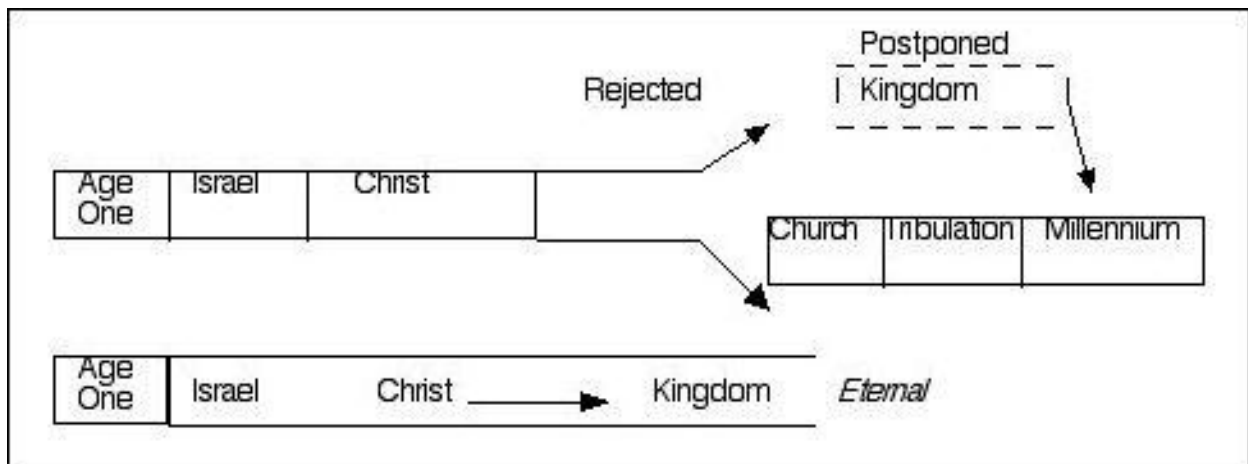 Postponed
Rejected
Kingdom
Age
One
Israel
Christ
Church
Tribulation
Millennium
Age
One
Israel
Christ
Kingdom
Eternal